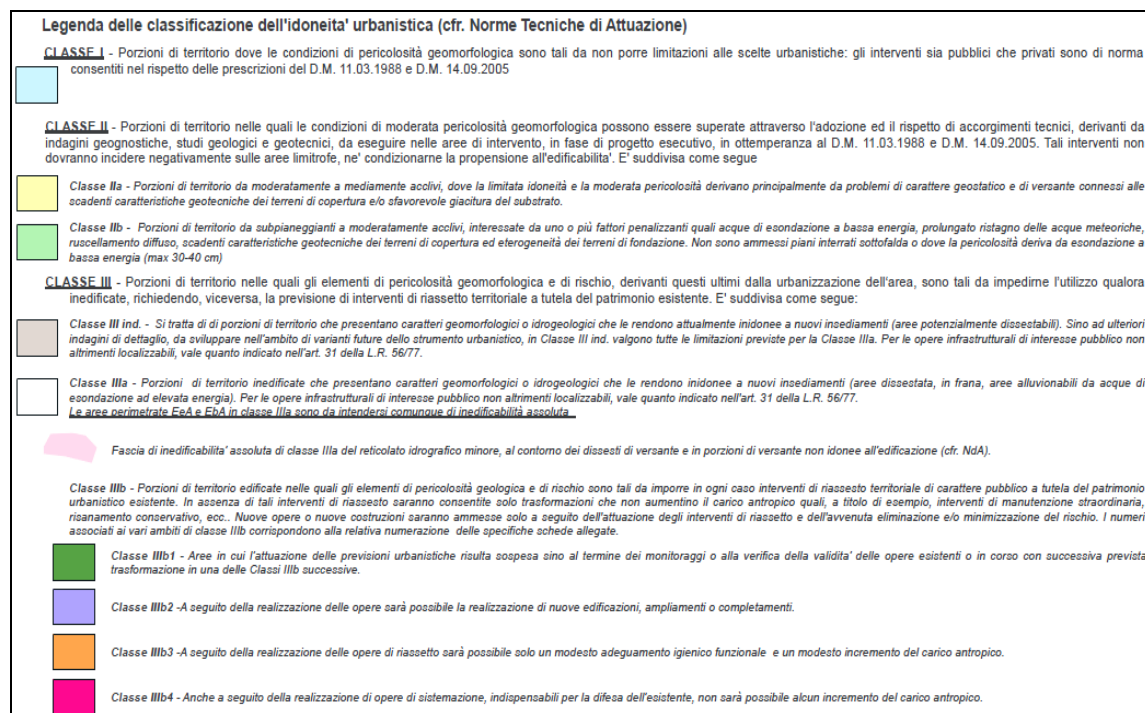 Legenda delle classificazione dell'idoneita' urbanistica (cfr. Norme Tecniche di Attuazione)
CLASSE I - Porzioni di territorio dove le condizioni di pericolosità geomorfologica sono tali da non porre limitazioni alle scelte urbanistiche: gli interventi sia pubblici che privati sono di norma
consentiti nel rispetto delle prescrizioni del D.M. 11.03.1988 e D.M. 14.09.2005
CLASSE II - Porzioni di territorio nelle quali le condizioni di moderata pericolosità geomorfologica possono essere superate attraverso l'adozione ed il rispetto di accorgimenti tecnici, derivanti da
indagini geognostiche, studi geologici e geotecnici, da eseguire nelle aree di intervento, in fase di progetto esecutivo, in ottemperanza al D.M. 11.03.1988 e D.M. 14.09.2005. Tali interventi non
dovranno incidere negativamente sulle aree limitrofe, ne' condizionarne la propensione all'edificabilita'. E' suddivisa come segue
Classe IIa - Porzioni di territorio da moderatamente a mediamente acclivi, dove la limitata idoneità e la moderata pericolosità derivano principalmente da problemi di carattere geostatico e di versante connessi alle
scadenti caratteristiche geotecniche dei terreni di copertura e/o sfavorevole giacitura del substrato.
Classe IIb - Porzioni di territorio da subpianeggianti a moderatamente acclivi, interessate da uno o più fattori penalizzanti quali acque di esondazione a bassa energia, prolungato ristagno delle acque meteoriche,
ruscellamento diffuso, scadenti caratteristiche geotecniche dei terreni di copertura ed eterogeneità dei terreni di fondazione. Non sono ammessi piani interrati sottofalda o dove la pericolosità deriva da esondazione a
bassa energia (max 30-40 cm)
CLASSE III - Porzioni di territorio nelle quali gli elementi di pericolosità geomorfologica e di rischio, derivanti questi ultimi dalla urbanizzazione dell'area, sono tali da impedirne l'utilizzo qualora
inedificate, richiedendo, viceversa, la previsione di interventi di riassetto territoriale a tutela del patrimonio esistente. E' suddivisa come segue:
Classe III ind. - Si tratta di di porzioni di territorio che presentano caratteri geomorfologici o idrogeologici che le rendono attualmente inidonee a nuovi insediamenti (aree potenzialmente dissestabili). Sino ad ulteriori
indagini di dettaglio, da sviluppare nell'ambito di varianti future dello strumento urbanistico, in Classe III ind. valgono tutte le limitazioni previste per la Classe IIIa. Per le opere infrastrutturali di interesse pubblico non
altrimenti localizzabili, vale quanto indicato nell'art. 31 della L.R. 56/77.
Classe IIIa - Porzioni di territorio inedificate che presentano caratteri geomorfologici o idrogeologici che le rendono inidonee a nuovi insediamenti (aree dissestata, in frana, aree alluvionabili da acque di
esondazione ad elevata energia). Per le opere infrastrutturali di interesse pubblico non altrimenti localizzabili, vale quanto indicato nell'art. 31 della L.R. 56/77.
Le aree perimetrate EeA e EbA in classe IIIa sono da intendersi comunque di inedificabilità assoluta
Fascia di inedificabilita' assoluta di classe IIIa del reticolato idrografico minore, al contorno dei dissesti di versante e in porzioni di versante non idonee all'edificazione (cfr. NdA).
Classe IIIb - Porzioni di territorio edificate nelle quali gli elementi di pericolosità geologica e di rischio sono tali da imporre in ogni caso interventi di riassetto territoriale di carattere pubblico a tutela del patrimonio
urbanistico esistente. In assenza di tali interventi di riassesto saranno consentite solo trasformazioni che non aumentino il carico antropico quali, a titolo di esempio, interventi di manutenzione straordinaria,
risanamento conservativo, ecc.. Nuove opere o nuove costruzioni saranno ammesse solo a seguito dell'attuazione degli interventi di riassetto e dell'avvenuta eliminazione e/o minimizzazione del rischio. I numeri
associati ai vari ambiti di classe IIIb corrispondono alla relativa numerazione delle specifiche schede allegate.
Classe IIIb1 - Aree in cui l'attuazione delle previsioni urbanistiche risulta sospesa sino al termine dei monitoraggi o alla verifica della validita' delle opere esistenti o in corso con successiva prevista
trasformazione in una delle Classi IIIb successive.
Classe IIIb2 -A seguito della realizzazione delle opere sarà possibile la realizzazione di nuove edificazioni, ampliamenti o completamenti.
Classe IIIb3 -A seguito della realizzazione delle opere di riassetto sarà possibile solo un modesto adeguamento igienico funzionale e un modesto incremento del carico antropico.
Classe IIIb4 - Anche a seguito della realizzazione di opere di sistemazione, indispensabili per la difesa dell'esistente, non sarà possibile alcun incremento del carico antropico.